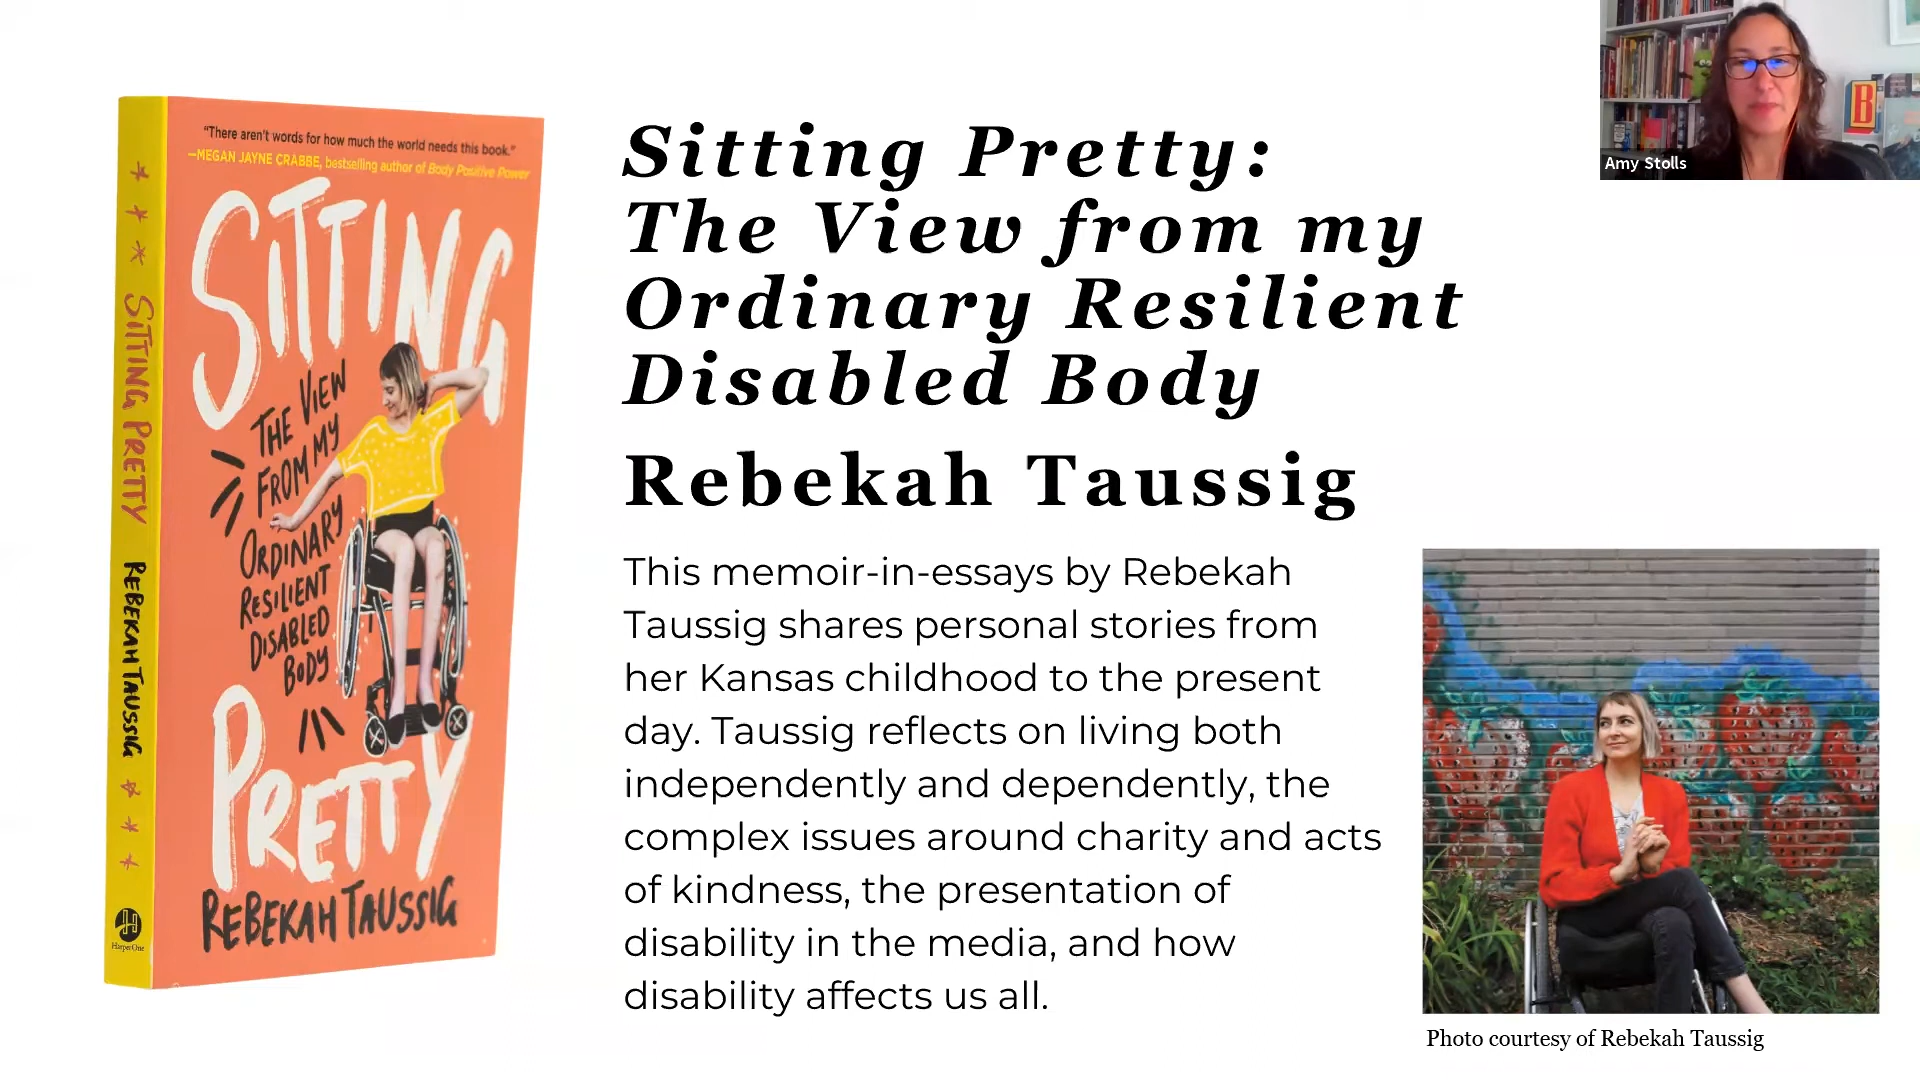 "There aren't words for how much the world needs this book."
—MEGAN JAYNE CRABBE, bestselling author of Body Positive Power
SITTING
THE VIEW
FROM MY
ORDINARY
RESILIENT
DISABLED
BODY
PRETTY
REBEKAH TAUSSIG
SITTING PRETTY
REBEKAH TAUSSIG
HarperOne
Sitting Pretty:
The View from my
Ordinary Resilient
Disabled Body
Rebekah Taussig
This memoir-in-essays by Rebekah
Taussig shares personal stories from
her Kansas childhood to the present
day. Taussig reflects on living both
independently and dependently, the
complex issues around charity and acts
of kindness, the presentation of
disability in the media, and how
disability affects us all.
Photo courtesy of Rebekah Taussig
Amy Stolls
B